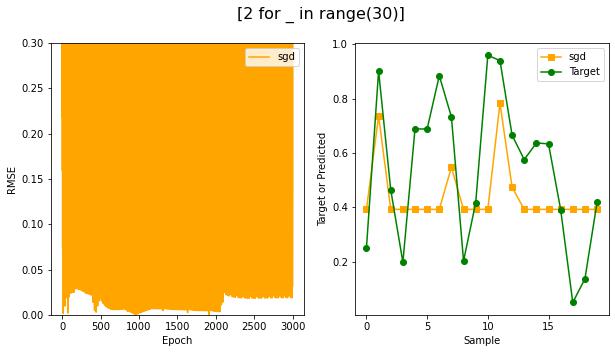 [2 for _ in range(30)]
0.30
0.25
0.20
0.15
0.10
0.05
0.00
RMSE
sgd
0
500
1000
1500
2000
2500
3000
Epoch
1.0
0.8
0.6
0.4
0.2
Target or Predicted
sgd
Target
0
5
10
15
Sample